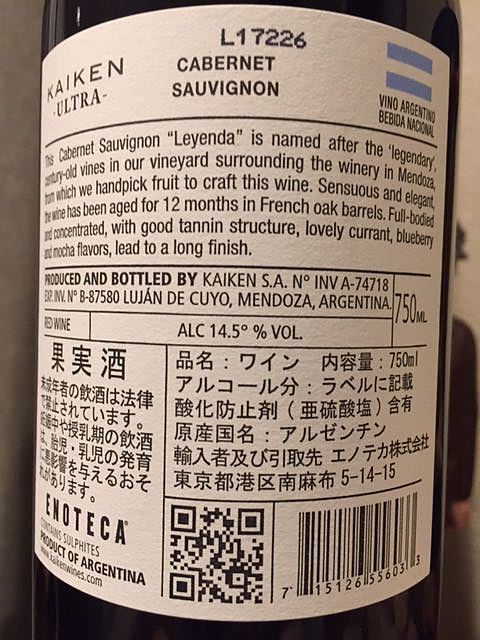 L17226
KAIKEN
-ULTRA-
CABERNET
SAUVIGNON
VINO ARGENTINO
BEBIDA NACIONAL
This Cabernet Sauvignon "Leyenda" is named after the 'legendary',
century-old vines in our vineyard surrounding the winery in Mendoza,
from which we handpick fruit to craft this wine. Sensuous and elegant,
the wine has been aged for 12 months in French oak barrels. Full-bodied
and concentrated, with good tannin structure, lovely currant, blueberry
and mocha flavors, lead to a long finish.
PRODUCED AND BOTTLED BY KAIKEN S.A. N° INV A-74718
EXP. INV. N° B-87580 LUJÁN DE CUYO, MENDOZA, ARGENTINA.
750ML
RED WINE
ALC 14.5° % VOL.
果実酒
未成年者の飲酒は法律
で禁止されています。
妊娠中や授乳期の飲酒
は、胎児・乳児の発育
に悪影響を与えるおそ
れがあります。
ENOTECA®
CONTAINS SULPHITES
PRODUCT OF ARGENTINA
www.kaikenwines.com
品名：ワイン 内容量：750ml
アルコール分：ラベルに記載
酸化防止剤（亜硫酸塩）含有
原産国名：アルゼンチン
輸入者及び引取先 エノテカ株式会社
東京都港区南麻布 5-14-15
7 15126 55603 3